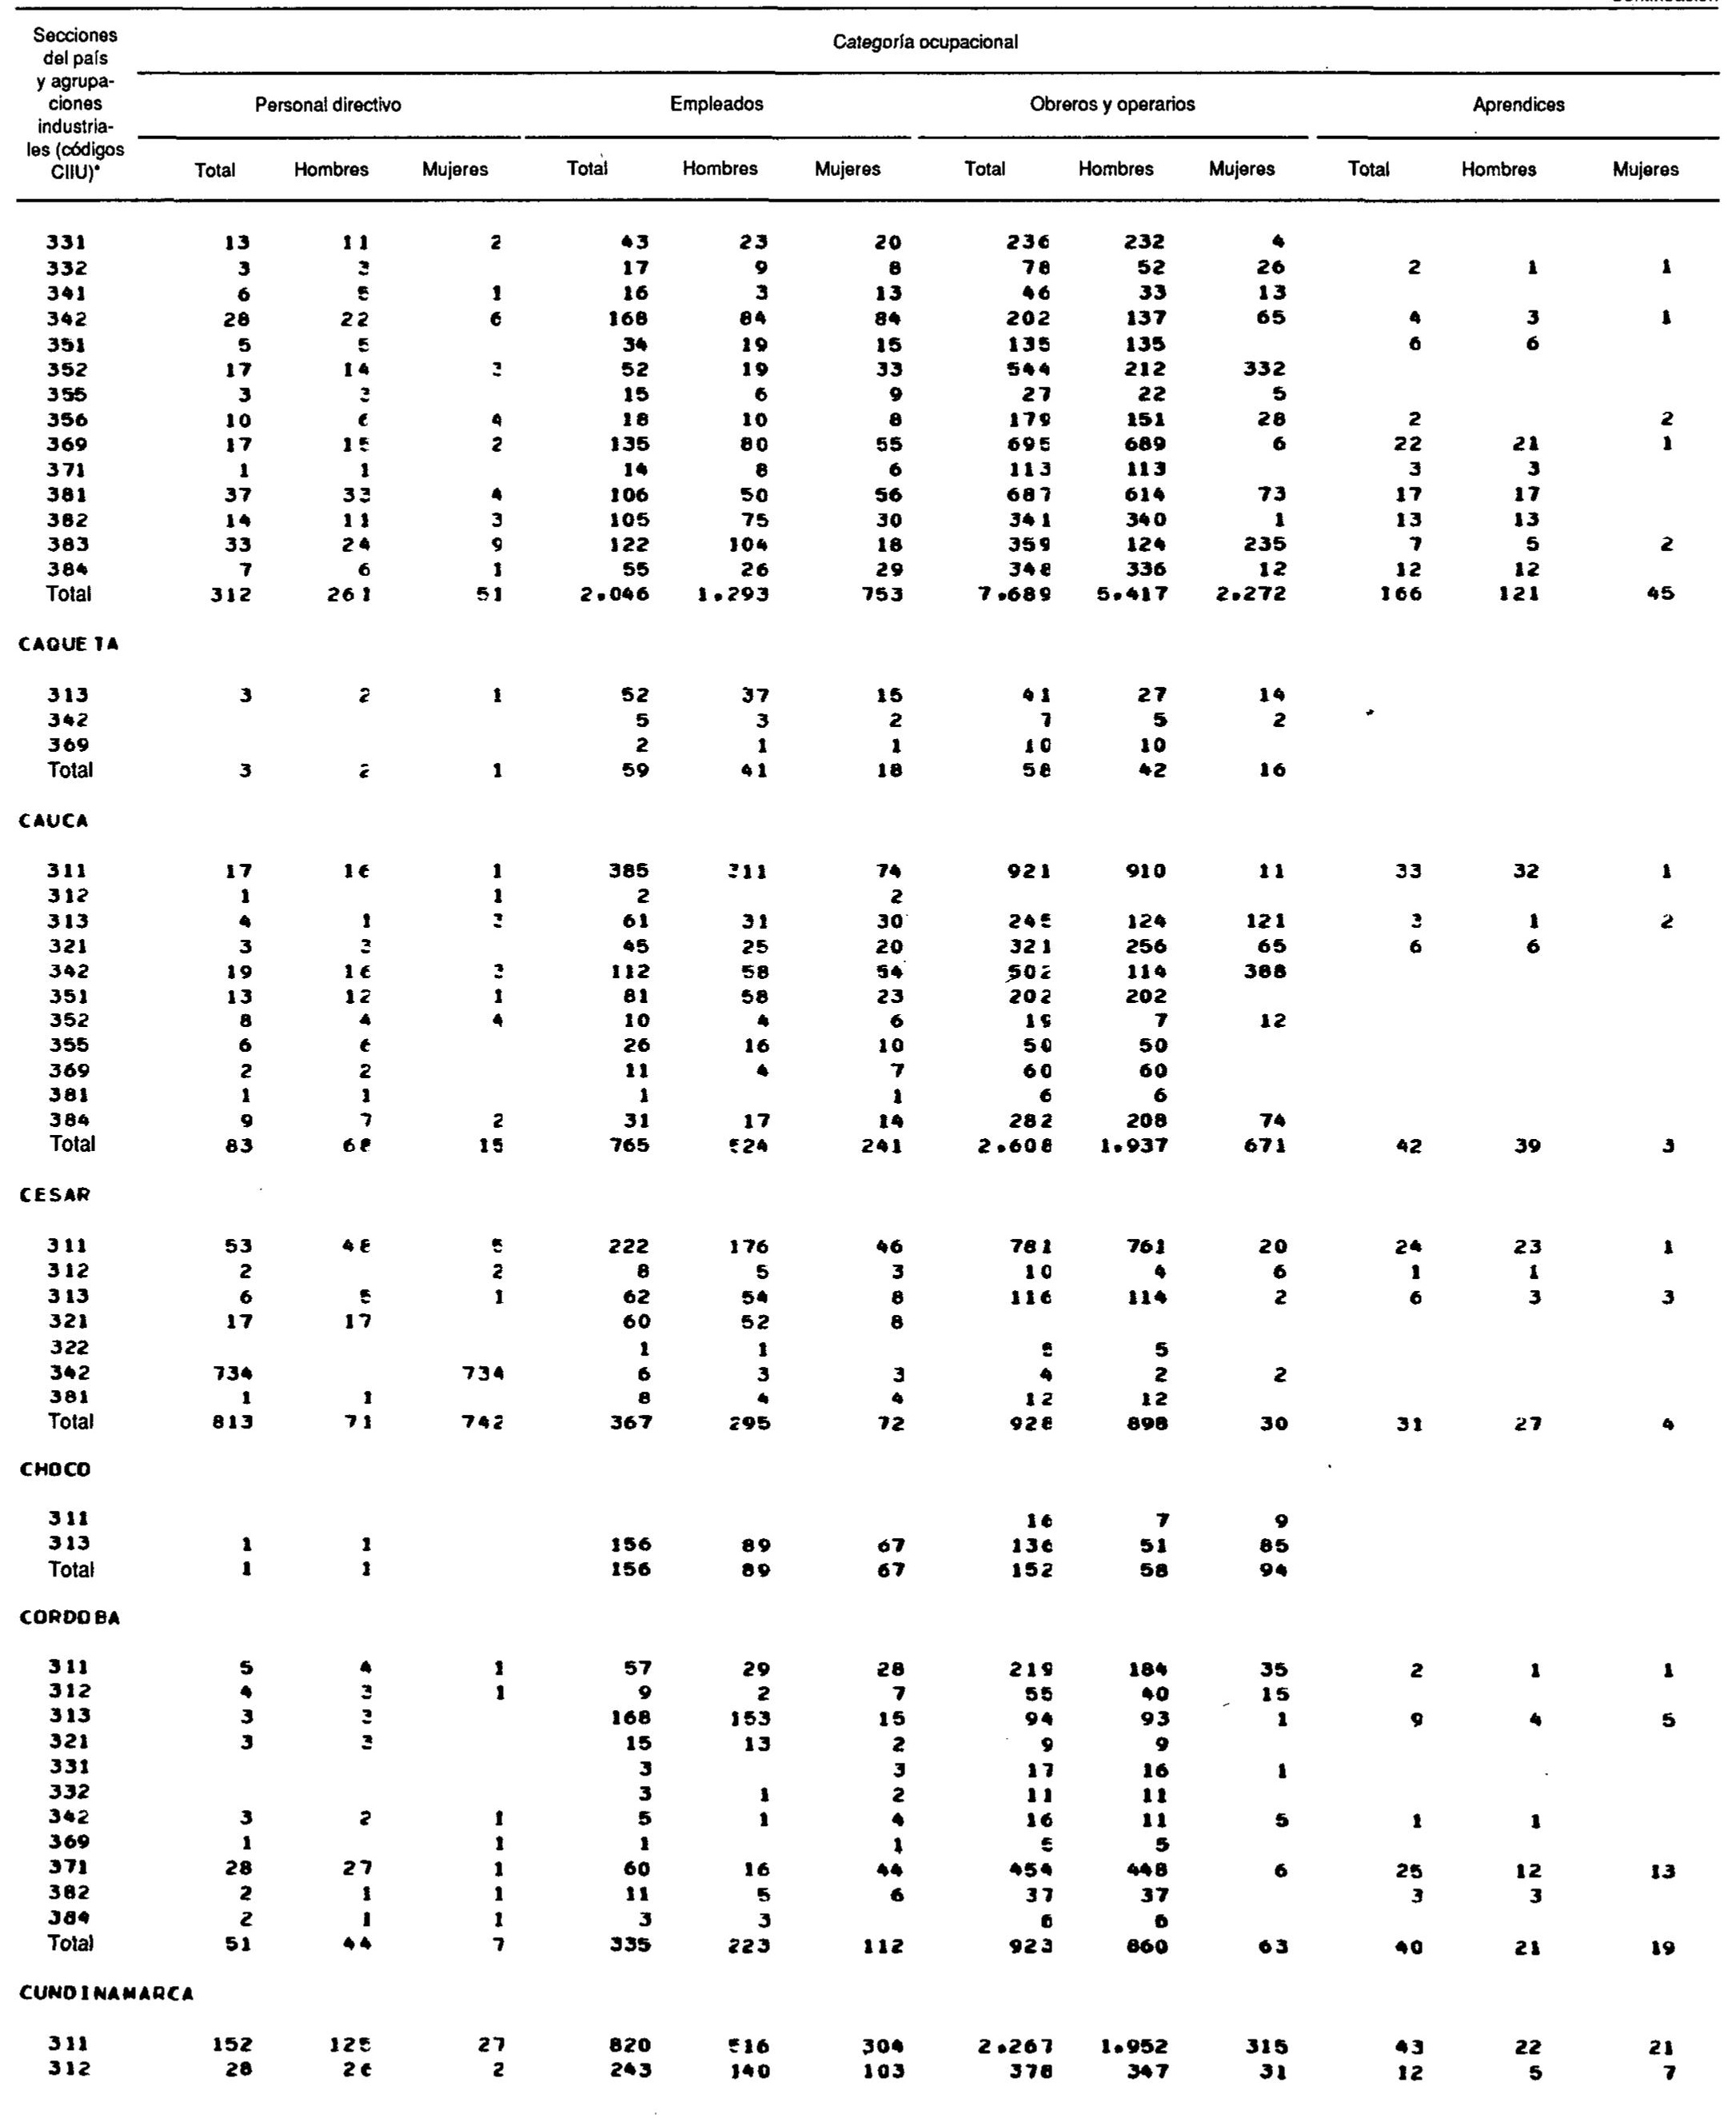 Secciones
del país
y agrupa-
ciones
industria-
les (códigos
CIIU)*
Categoría ocupacional
Personal directivo Empleados Obreros y operarios Aprendices
Total Hombres Mujeres Total Hombres Mujeres Total Hombres Mujeres Total Hombres Mujeres
331 13 11 2 43 23 20 236 232 4
332 3 3 17 9 8 78 52 26 2 1 1
341 6 5 1 16 3 13 46 33 13
342 28 22 6 168 84 84 202 137 65 4 3 1
351 5 5 34 19 15 135 135 6 6
352 17 14 3 52 19 33 544 212 332
355 3 3 15 6 9 27 22 5
356 10 6 4 18 10 8 179 151 28 2 2
369 17 15 2 135 80 55 695 689 6 22 21 1
371 1 1 14 8 6 113 113 3 3
381 37 33 4 106 50 56 687 614 73 17 17
382 14 11 3 105 75 30 341 340 1 13 13
383 33 24 9 122 104 18 359 124 235 7 5 2
384 7 6 1 55 26 29 348 336 12 12 12
Total 312 261 51 2.046 1.293 753 7.689 5.417 2.272 166 121 45
CAQUETA
313 3 2 1 52 37 15 41 27 14
342 5 3 2 7 5 2
369 2 1 1 10 10
Total 3 2 1 59 41 18 58 42 16
CAUCA
311 17 16 1 385 311 74 921 910 11 33 32 1
312 1 1 2 2
313 4 1 3 61 31 30 245 124 121 3 1 2
321 3 3 45 25 20 321 256 65 6 6
342 19 16 3 112 58 54 502 114 388
351 13 12 1 81 58 23 202 202
352 8 4 4 10 4 6 19 7 12
355 6 6 26 16 10 50 50
369 2 2 11 4 7 60 60
381 1 1 1 1 6 6
384 9 7 2 31 17 14 282 208 74
Total 83 68 15 765 524 241 2.608 1.937 671 42 39 3
CESAR
311 53 48 5 222 176 46 781 761 20 24 23 1
312 2 2 8 5 3 10 4 6 1 1
313 6 5 1 62 54 8 116 114 2 6 3 3
321 17 17 60 52 8
322 1 1 5 5
342 734 734 6 3 3 4 2 2
381 1 1 8 4 4 12 12
Total 813 71 742 367 295 72 928 898 30 31 27 4
CHOCO
311 16 7 9
313 1 1 156 89 67 136 51 85
Total 1 1 156 89 67 152 58 94
CORDOBA
311 5 4 1 57 29 28 219 184 35 2 1 1
312 4 3 1 9 2 7 55 40 15
313 3 3 168 153 15 94 93 1 9 4 5
321 3 3 15 13 2 9 9
331 3 3 17 16 1
332 3 1 2 11 11
342 3 2 1 5 1 4 16 11 5 1 1
369 1 1 1 1 5 5
371 28 27 1 60 16 44 454 448 6 25 12 13
382 2 1 1 11 5 6 37 37 3 3
384 2 1 1 3 3 6 6
Total 51 44 7 335 223 112 923 860 63 40 21 19
CUNDINAMARCA
311 152 125 27 820 516 304 2.267 1.952 315 43 22 21
312 28 26 2 243 140 103 378 347 31 12 5 7